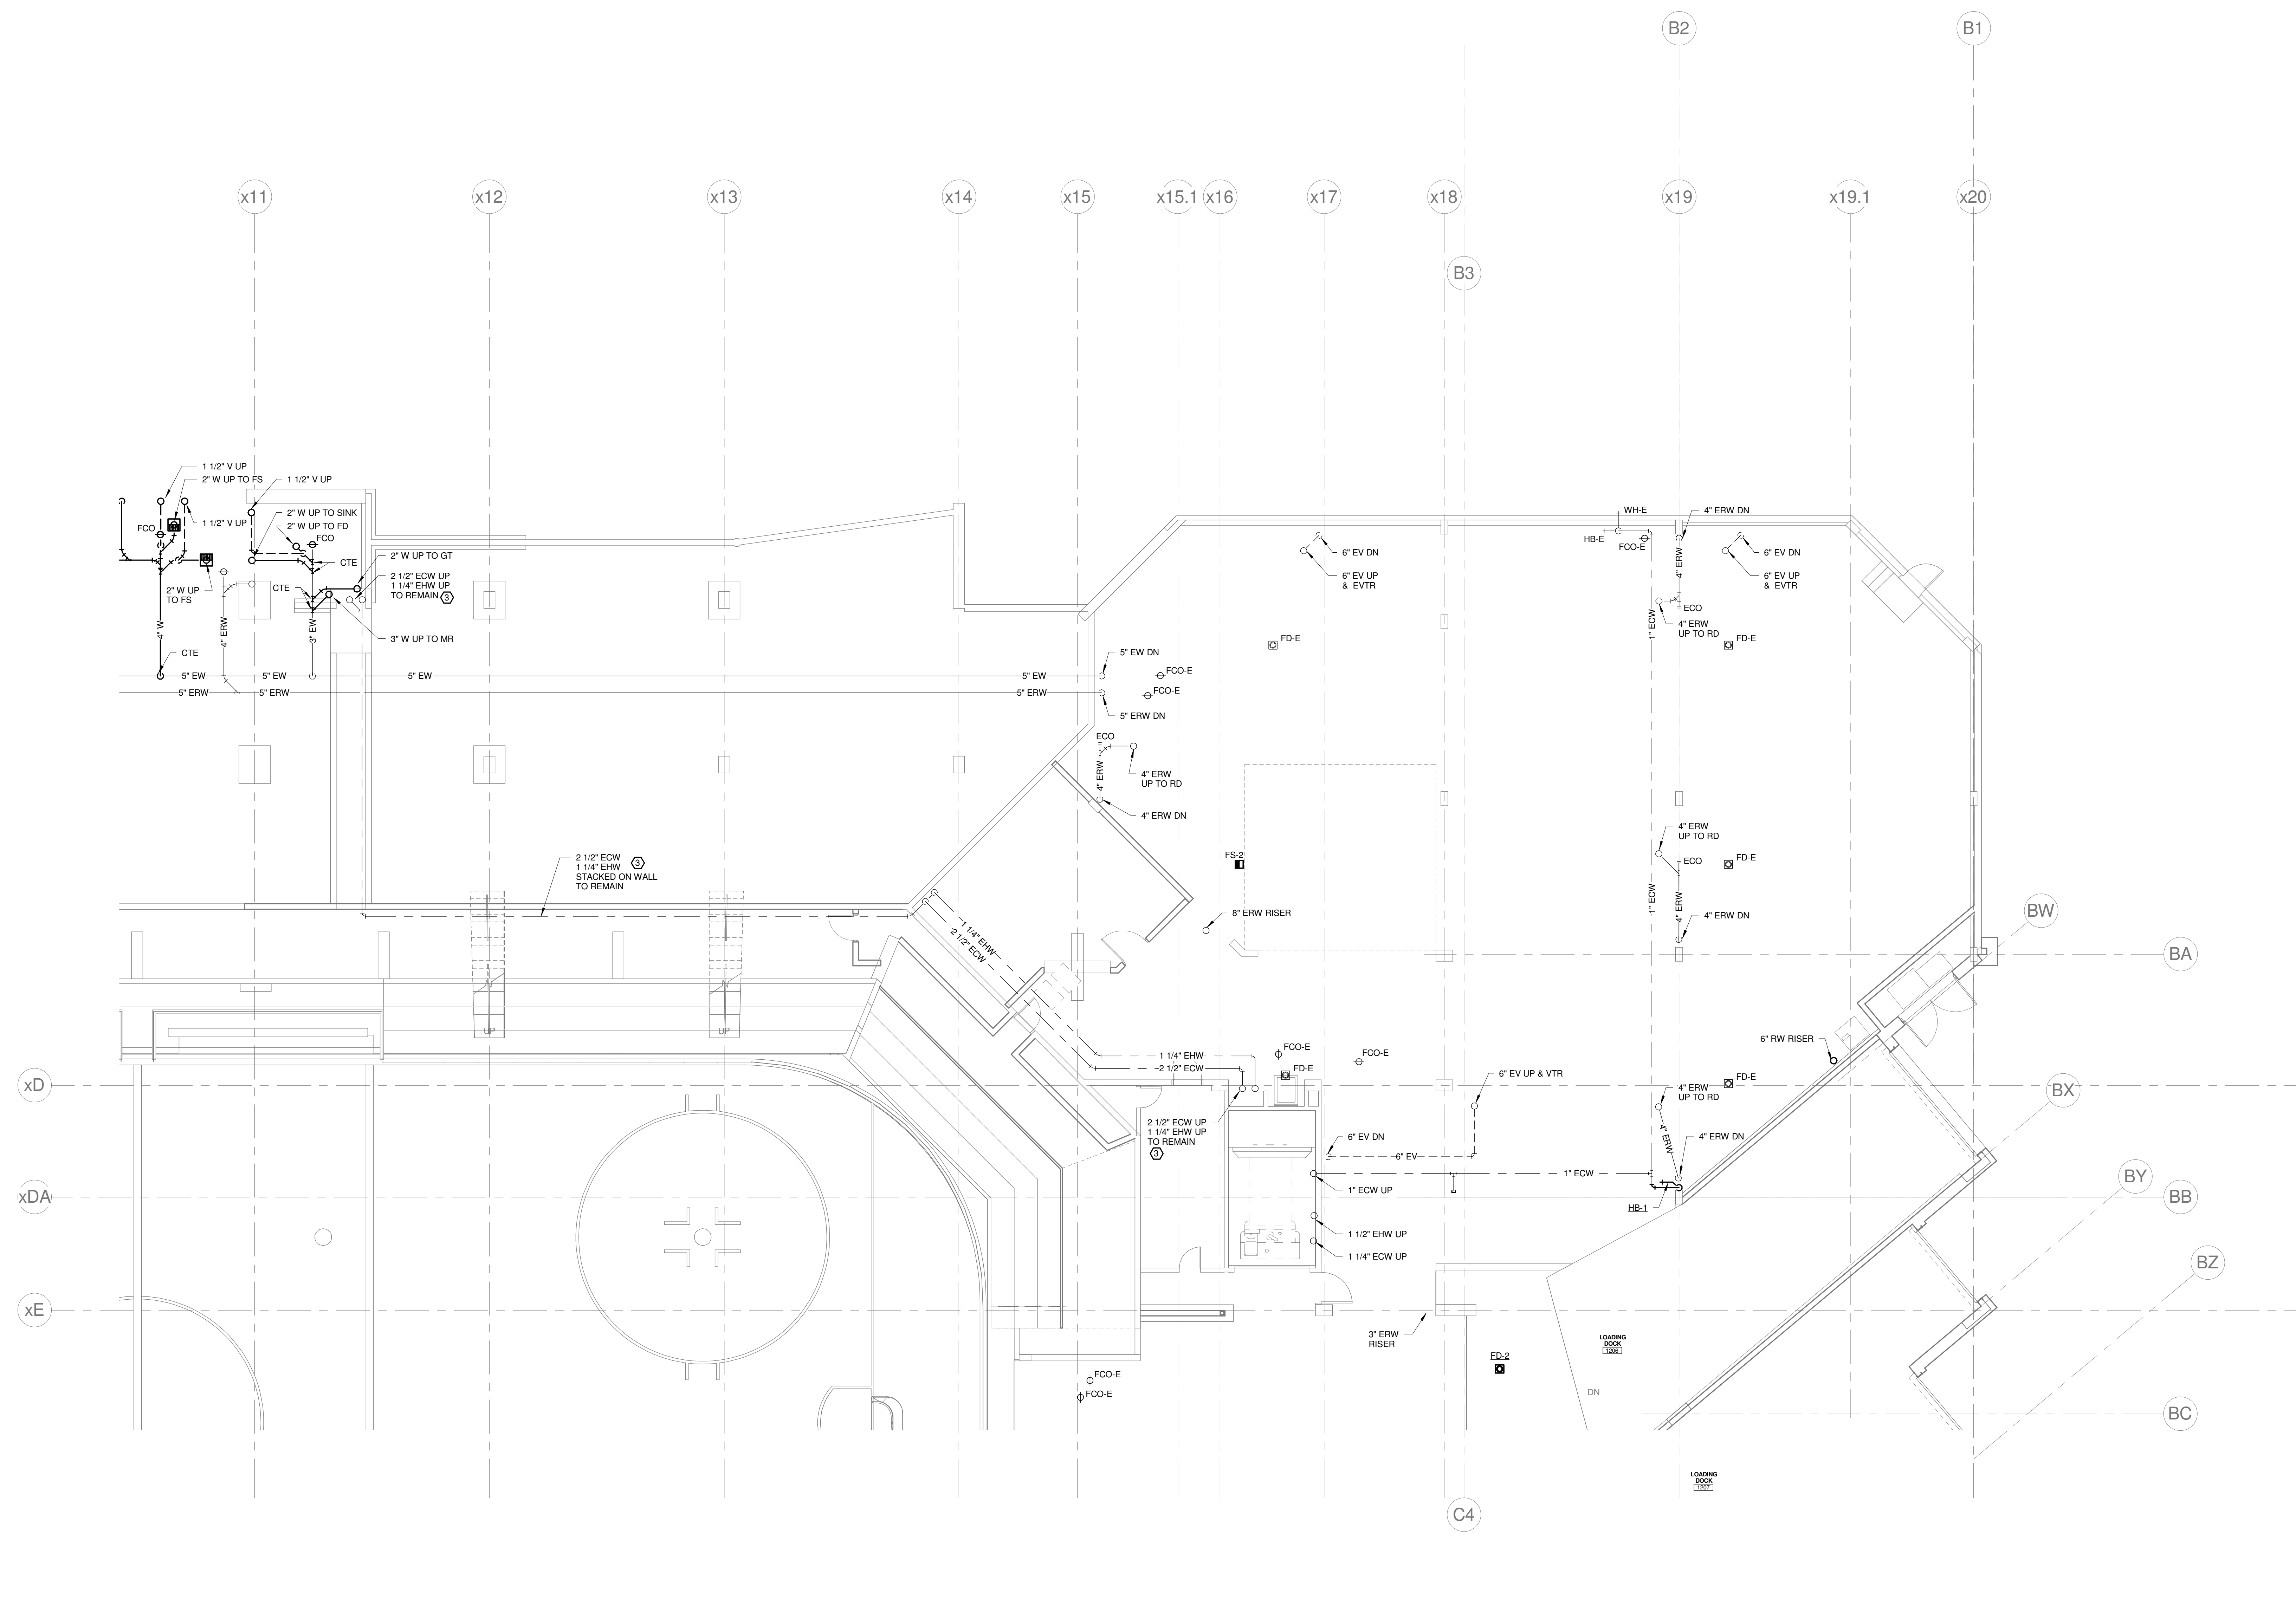 B2
B1
x11
x12
x13
x14
x15
x15.1
x16
x17
x18
x19
x19.1
x20
B3
1 1/2" V UP
2" W UP TO FS
1 1/2" V UP
2" W UP TO SINK
2" W UP TO FD
FCO
1 1/2" V UP
FCO
CTE
2" W UP TO GT
2 1/2" ECW UP
1 1/4" EHW UP
TO REMAIN 3
CTE
2" W UP
TO FS
4" W
4" ERW
3" EW
3" W UP TO MR
CTE
5" EW
5" EW
5" EW
5" EW
5" ERW
5" ERW
5" ERW
5" EW DN
FCO-E
FCO-E
5" ERW DN
WH-E
HB-E
FCO-E
4" ERW DN
4" ERW
6" EV DN
6" EV UP
& EVTR
6" EV DN
6" EV UP
& EVTR
ECO
4" ERW
UP TO RD
1" ECW
FD-E
FD-E
ECO
4" ERW
4" ERW
UP TO RD
4" ERW DN
4" ERW
UP TO RD
FS-2
ECO
FD-E
2 1/2" ECW
1 1/4" EHW
STACKED ON WALL
TO REMAIN
3
1" ECW
4" ERW
4" ERW DN
8" ERW RISER
1 1/4" EHW
2 1/2" ECW
BW
BA
UP
UP
6" RW RISER
FCO-E
FCO-E
1 1/4" EHW
2 1/2" ECW
FD-E
6" EV UP & VTR
FD-E
4" ERW
UP TO RD
xD
BX
2 1/2" ECW UP
1 1/4" EHW UP
TO REMAIN
3
6" EV DN
6" EV
4" ERW
4" ERW DN
1" ECW
1" ECW UP
BY
xDA
BB
HB-1
1 1/2" EHW UP
1 1/4" ECW UP
BZ
xE
3" ERW
RISER
LOADING
DOCK
1206
FD-2
FCO-E
FCO-E
DN
BC
LOADING
DOCK
1207
C4